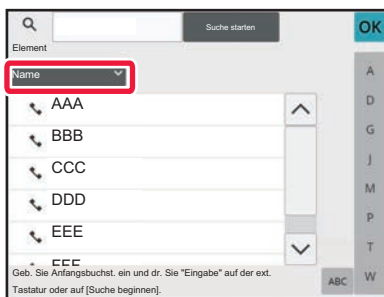 Suche starten
OK
Element
Name
AAA
BBB
CCC
DDD
EEE
FFF
Geb. Sie Anfangsbuchst. ein und dr. Sie "Eingabe" auf der ext.
Tastatur oder auf [Suche beginnen].
ABC
A
D
G
J
M
P
T
W